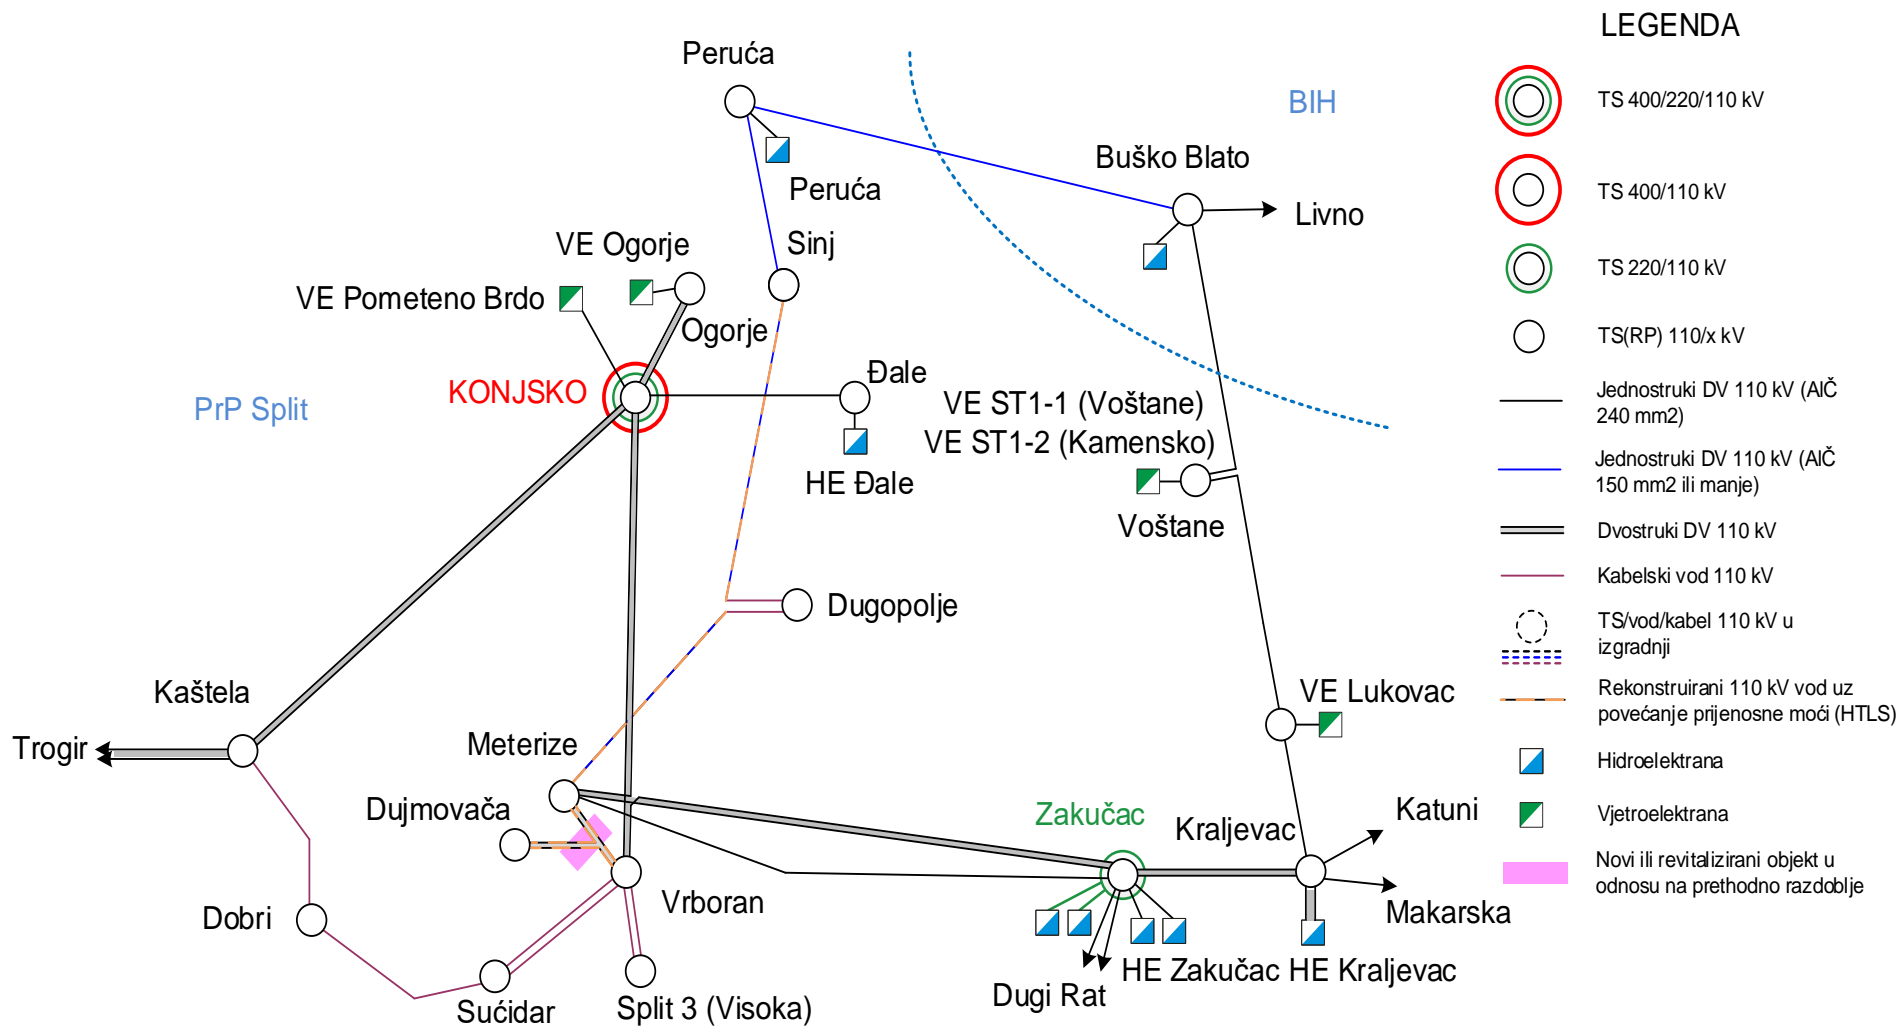 Peruća
BIH
Buško Blato
Peruća
Livno
VE Ogorje
Sinj
VE Pometeno Brdo
Ogorje
KONJSKO
Đale
PrP Split
VE ST1-1 (Voštane)
VE ST1-2 (Kamensko)
HE Đale
Voštane
Dugopolje
Kaštela
VE Lukovac
Trogir
Meterize
Dujmovača
Zakučac
Kraljevac
Katuni
Vrboran
Makarska
Dobri
HE Zakučac
HE Kraljevac
Dugi Rat
Sućidar
Split 3 (Visoka)
LEGENDA
TS 400/220/110 kV
TS 400/110 kV
TS 220/110 kV
TS(RP) 110/x kV
Jednostruki DV 110 kV (AlČ
240 mm2)
Jednostruki DV 110 kV (AlČ
150 mm2 ili manje)
Dvostruki DV 110 kV
Kabelski vod 110 kV
TS/vod/kabel 110 kV u
izgradnji
Rekonstruirani 110 kV vod uz
povećanje prijenosne moći (HTLS)
Hidroelektrana
Vjetroelektrana
Novi ili revitalizirani objekt u
odnosu na prethodno razdoblje